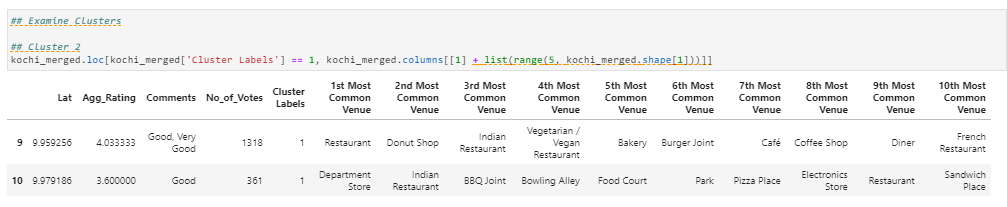 ## Examine Clusters
## Cluster 2
kochi_merged.loc[kochi_merged['Cluster Labels'] == 1, kochi_merged.columns[[1] + list(range(5, kochi_merged.shape[1]))]]
Lat Agg_Rating Comments No_of_Votes Cluster Labels 1st Most Common Venue 2nd Most Common Venue 3rd Most Common Venue 4th Most Common Venue 5th Most Common Venue 6th Most Common Venue 7th Most Common Venue 8th Most Common Venue 9th Most Common Venue 10th Most Common Venue
9 9.959256 4.033333 Good, Very Good 1318 1 Restaurant Donut Shop Indian Restaurant Vegetarian / Vegan Restaurant Bakery Burger Joint Café Coffee Shop Diner French Restaurant
10 9.979186 3.600000 Good 361 1 Department Store Indian Restaurant BBQ Joint Bowling Alley Food Court Park Pizza Place Electronics Store Restaurant Sandwich Place